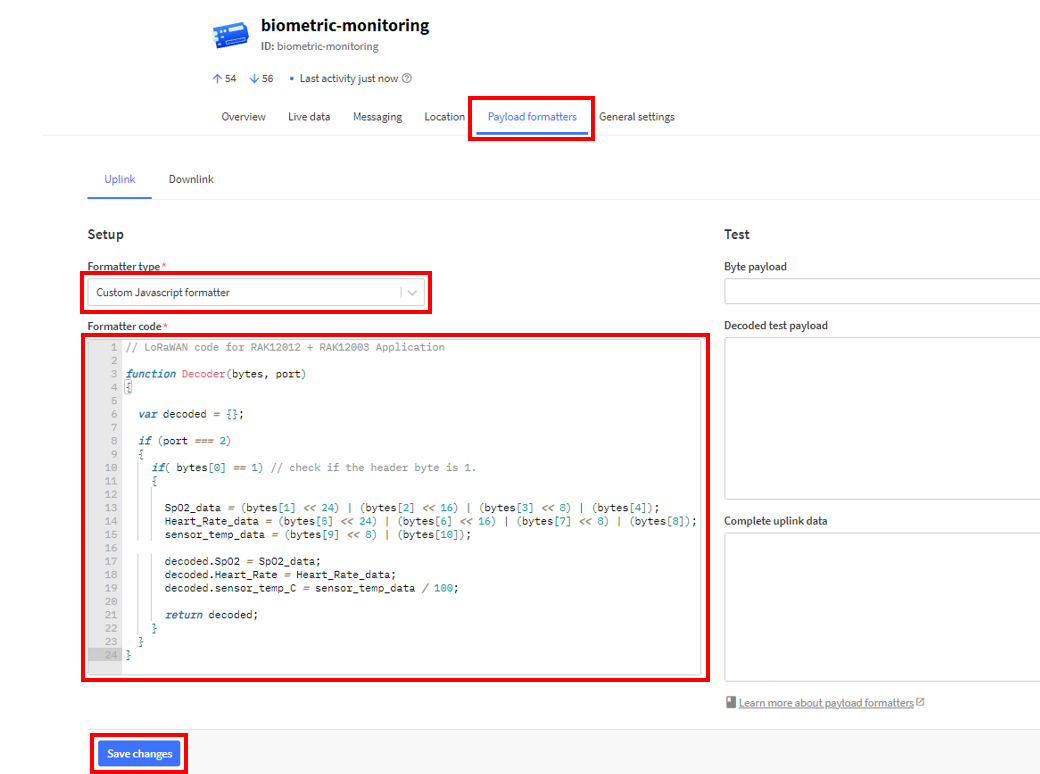 biometric-monitoring
ID: biometric-monitoring
54 56 • Last activity just now
Overview Live data Messaging Location Payload formatters General settings
Uplink Downlink
Setup
Formatter type*
Custom Javascript formatter
Formatter code*
1 // LoRaWAN code for RAK12012 + RAK12003 Application
2
3 function Decoder(bytes, port)
4 {
5
6 var decoded = {};
7
8 if (port === 2)
9 {
10 if( bytes[0] == 1) // check if the header byte is 1.
11 {
12
13 SpO2_data = (bytes[1] << 24) | (bytes[2] << 16) | (bytes[3] << 8) | (bytes[4]);
14 Heart_Rate_data = (bytes[5] << 24) | (bytes[6] << 16) | (bytes[7] << 8) | (bytes[8]);
15 sensor_temp_data = (bytes[9] << 8) | (bytes[10]);
16
17 decoded.SpO2 = SpO2_data;
18 decoded.Heart_Rate = Heart_Rate_data;
19 decoded.sensor_temp_C = sensor_temp_data / 100;
20
21 return decoded;
22 }
23 }
24 }
Test
Byte payload
Decoded test payload
Complete uplink data
Learn more about payload formatters
Save changes